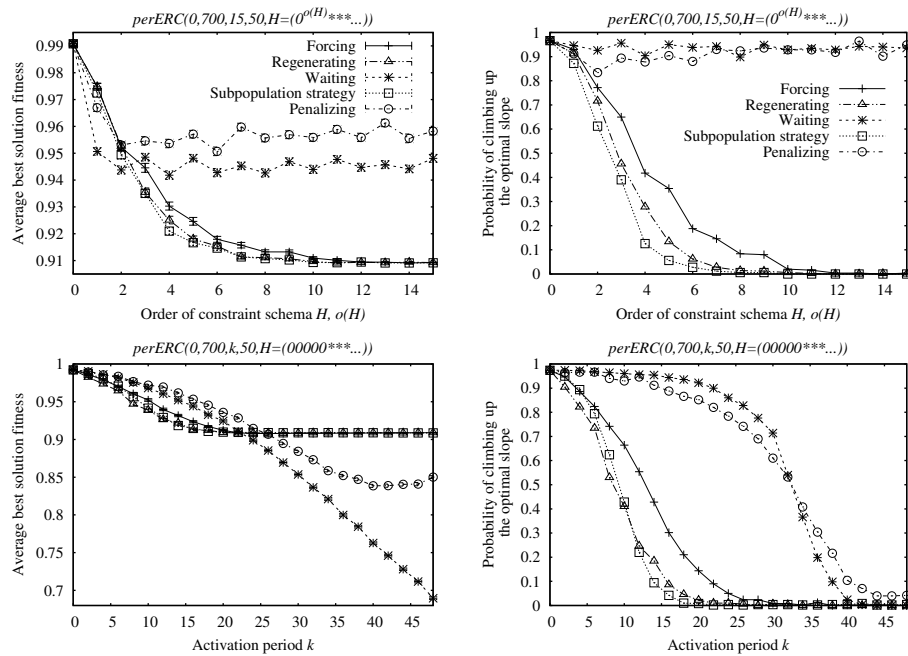 perERC(0,700,15,50,H=(0^o(H)***...))
Average best solution fitness
0.99
0.98
0.97
0.96
0.95
0.94
0.93
0.92
0.91
Forcing
Regenerating
Waiting
Subpopulation strategy
Penalizing
0 2 4 6 8 10 12 14
Order of constraint schema H, o(H)
perERC(0,700,15,50,H=(0^o(H)***...))
Probability of climbing up
the optimal slope
1
0.9
0.8
0.7
0.6
0.5
0.4
0.3
0.2
0.1
0
Forcing
Regenerating
Waiting
Subpopulation strategy
Penalizing
0 2 4 6 8 10 12 14
Order of constraint schema H, o(H)
perERC(0,700,k,50,H=(00000***...))
Average best solution fitness
1
0.95
0.9
0.85
0.8
0.75
0.7
0 5 10 15 20 25 30 35 40 45
Activation period k
perERC(0,700,k,50,H=(00000***...))
Probability of climbing up
the optimal slope
1
0.9
0.8
0.7
0.6
0.5
0.4
0.3
0.2
0.1
0
0 5 10 15 20 25 30 35 40 45
Activation period k